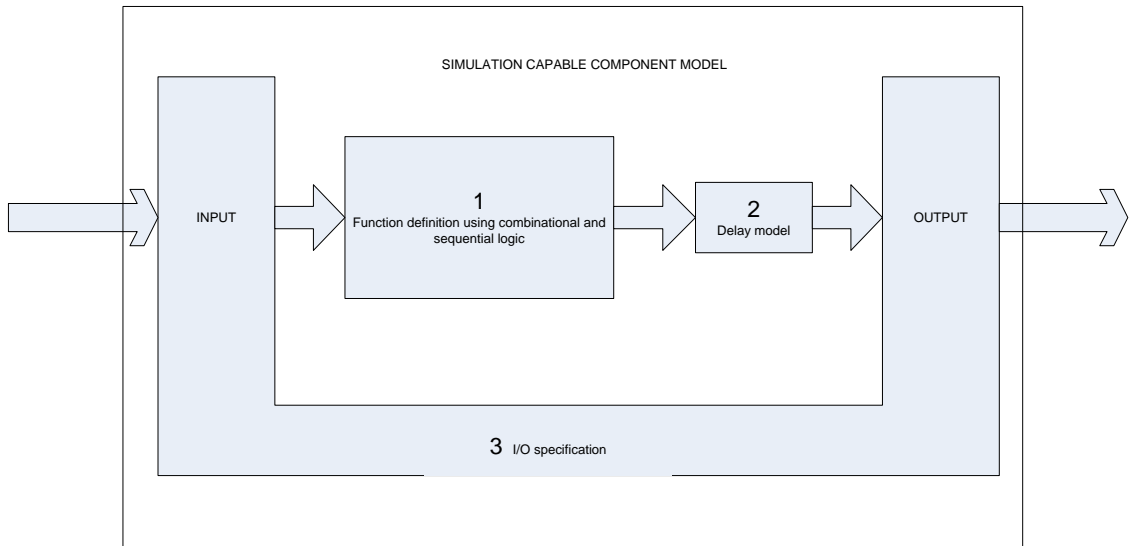 SIMULATION CAPABLE COMPONENT MODEL
INPUT
1
Function definition using combinational and
sequential logic
2
Delay model
OUTPUT
3 I/O specification